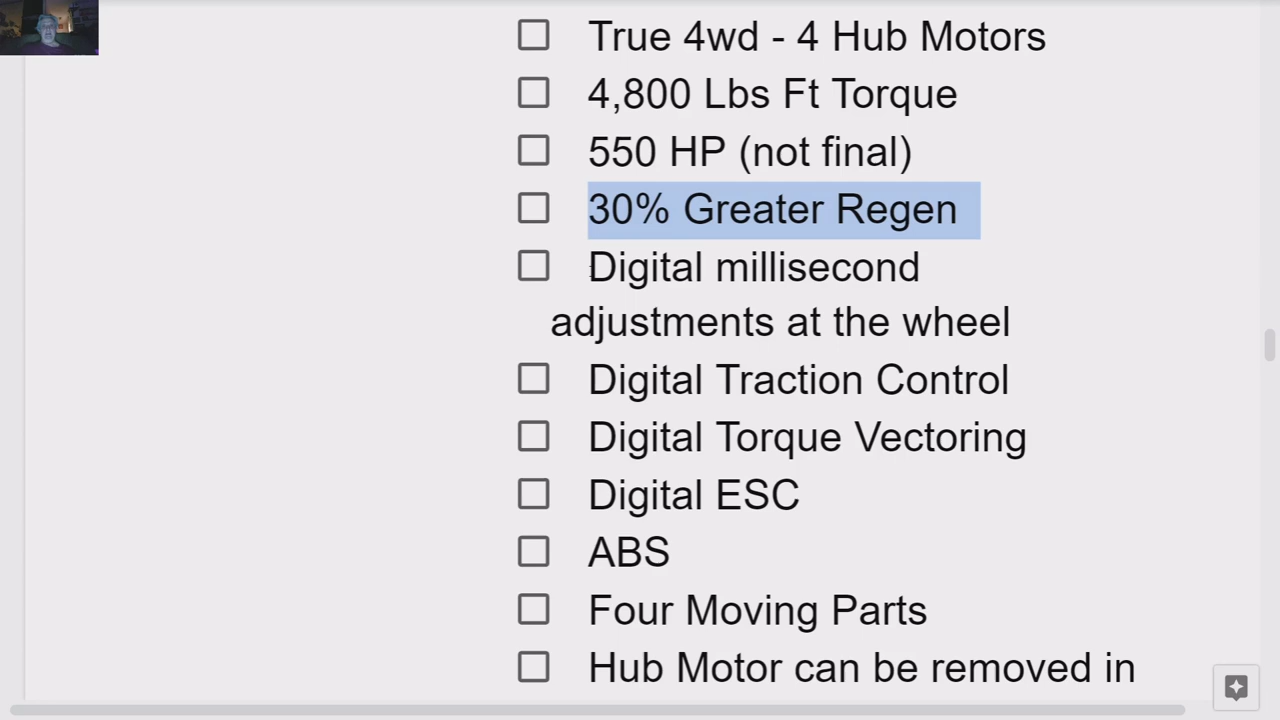 True 4wd - 4 Hub Motors
4,800 Lbs Ft Torque
550 HP (not final)
30% Greater Regen
Digital millisecond
adjustments at the wheel
Digital Traction Control
Digital Torque Vectoring
Digital ESC
ABS
Four Moving Parts
Hub Motor can be removed in